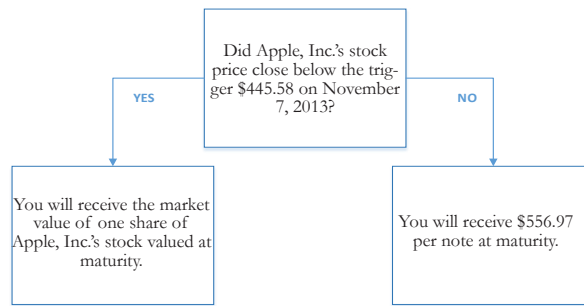 Did Apple, Inc.'s stock
price close below the trig-
ger $445.58 on November
7, 2013?
YES
NO
You will receive the market
value of one share of
Apple, Inc.'s stock valued at
maturity.
You will receive $556.97
per note at maturity.